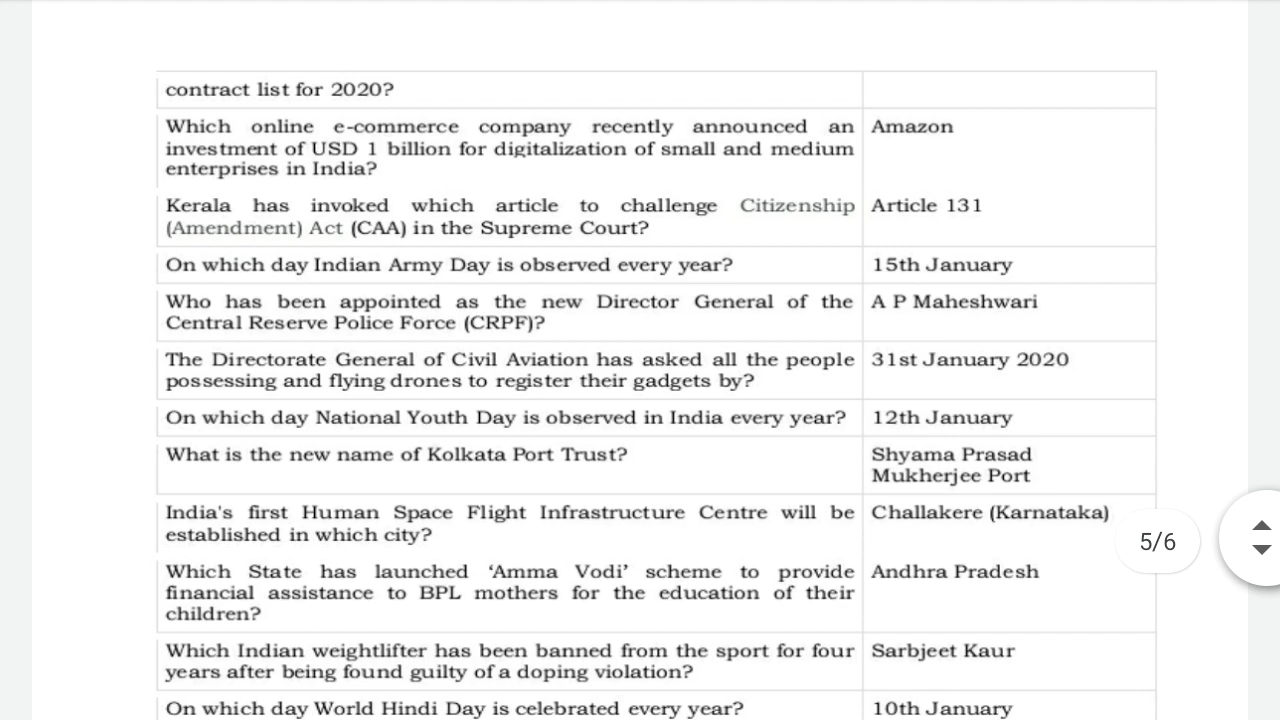 contract list for 2020?
Which online e-commerce company recently announced an
investment of USD 1 billion for digitalization of small and medium
enterprises in India?
Amazon
Kerala has invoked which article to challenge Citizenship
(Amendment) Act (CAA) in the Supreme Court?
Article 131
On which day Indian Army Day is observed every year?
15th January
Who has been appointed as the new Director General of the
Central Reserve Police Force (CRPF)?
A P Maheshwari
The Directorate General of Civil Aviation has asked all the people
possessing and flying drones to register their gadgets by?
31st January 2020
On which day National Youth Day is observed in India every year?
12th January
What is the new name of Kolkata Port Trust?
Shyama Prasad
Mukherjee Port
India's first Human Space Flight Infrastructure Centre will be
established in which city?
Challakere (Karnataka)
5/6
Which State has launched ‘Amma Vodi’ scheme to provide
financial assistance to BPL mothers for the education of their
children?
Andhra Pradesh
Which Indian weightlifter has been banned from the sport for four
years after being found guilty of a doping violation?
Sarbjeet Kaur
On which day World Hindi Day is celebrated every year?
10th January